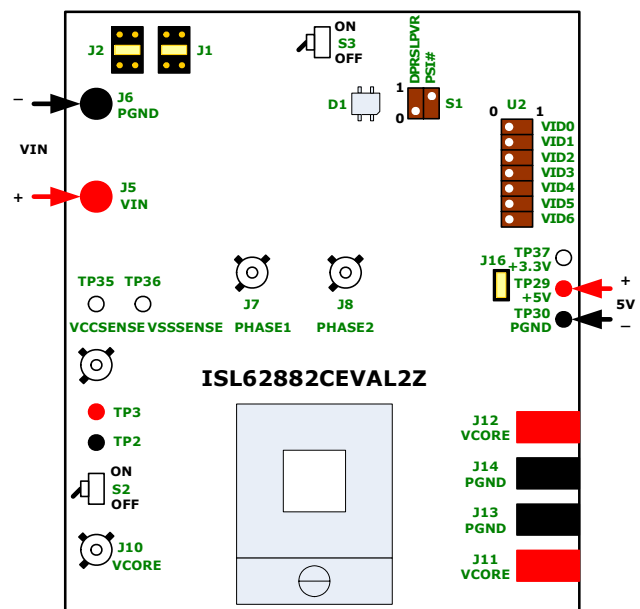 J2
J1
ON
S3
OFF
DPRSLPVR
PSI#
1
0
D1
S1
U2
0
1
VID0
VID1
VID2
VID3
VID4
VID5
VID6
–
J6
PGND
VIN
+
J5
VIN
TP35
TP36
VCCSENSE
VSSSENSE
J7
PHASE1
J8
PHASE2
J16
TP37
+3.3V
TP29
+5V
TP30
PGND
+
5V
–
ISL62882CEVAL2Z
TP3
TP2
ON
S2
OFF
J10
VCORE
J12
VCORE
J14
PGND
J13
PGND
J11
VCORE